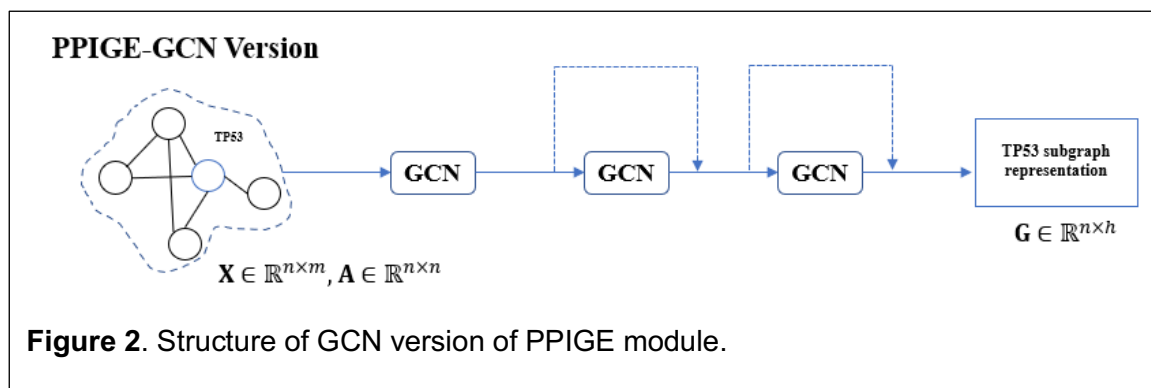 PPIGE-GCN Version
TP53
GCN
GCN
GCN
TP53 subgraph
representation
G ∈ ℝ^{n×h}
X ∈ ℝ^{n×m}, A ∈ ℝ^{n×n}
Figure 2. Structure of GCN version of PPIGE module.